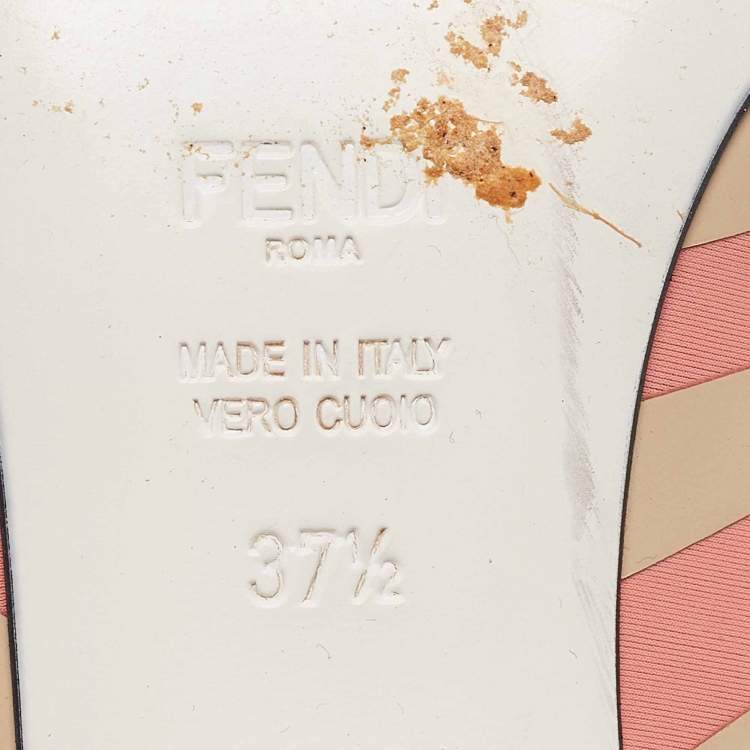 FENDI
ROMA
MADE IN ITALY
VERO CUOIO
37½